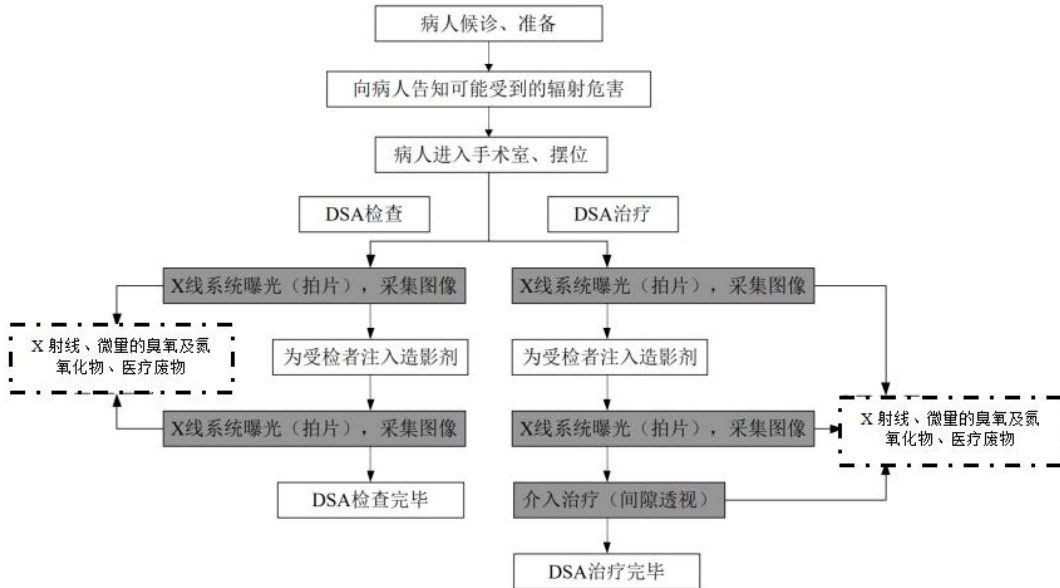 病人候诊、准备
向病人告知可能受到的辐射危害
病人进入手术室、摆位
DSA检查
DSA治疗
X线系统曝光（拍片），采集图像
X线系统曝光（拍片），采集图像
X 射线、微量的臭氧及氮
氧化物、医疗废物
为受检者注入造影剂
为受检者注入造影剂
X线系统曝光（拍片），采集图像
X线系统曝光（拍片），采集图像
X 射线、微量的臭氧及氮
氧化物、医疗废物
DSA检查完毕
介入治疗（间隙透视）
DSA治疗完毕